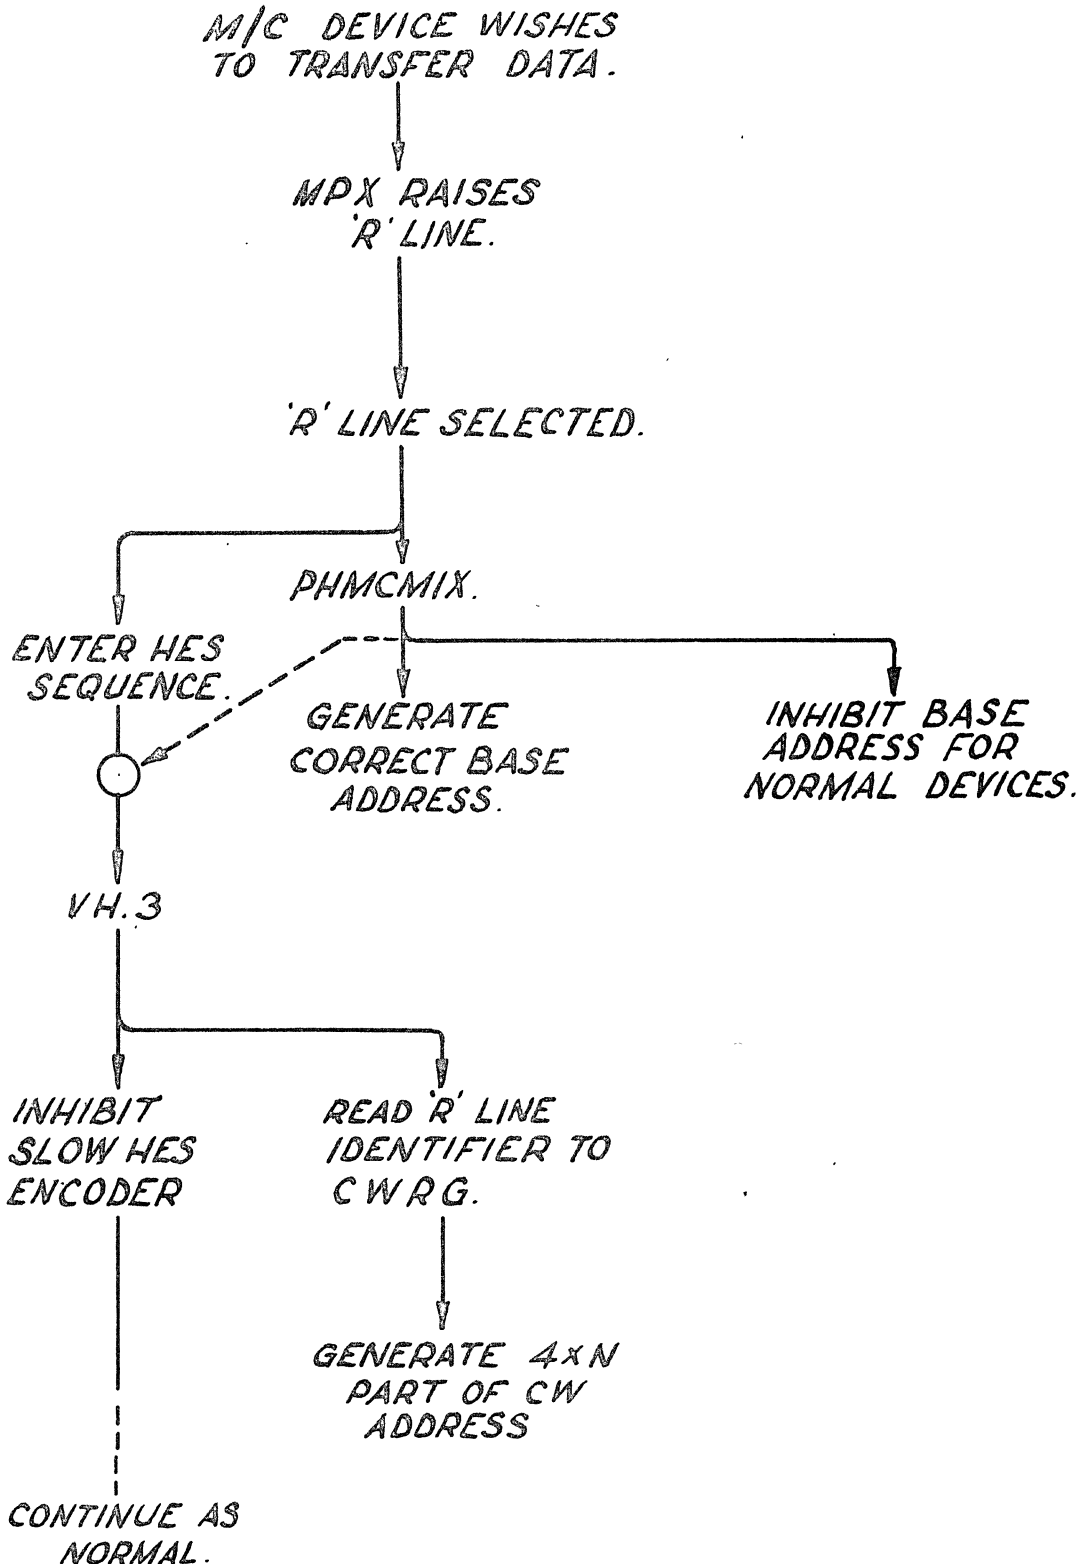 M/C DEVICE WISHES
TO TRANSFER DATA.
MPX RAISES
'R' LINE.
'R' LINE SELECTED.
PHMCMIX.
ENTER HES
SEQUENCE.
GENERATE
CORRECT BASE
ADDRESS.
INHIBIT BASE
ADDRESS FOR
NORMAL DEVICES.
VH.3
INHIBIT
SLOW HES
ENCODER
READ 'R' LINE
IDENTIFIER TO
CWRG.
GENERATE 4×N
PART OF CW
ADDRESS
CONTINUE AS
NORMAL.